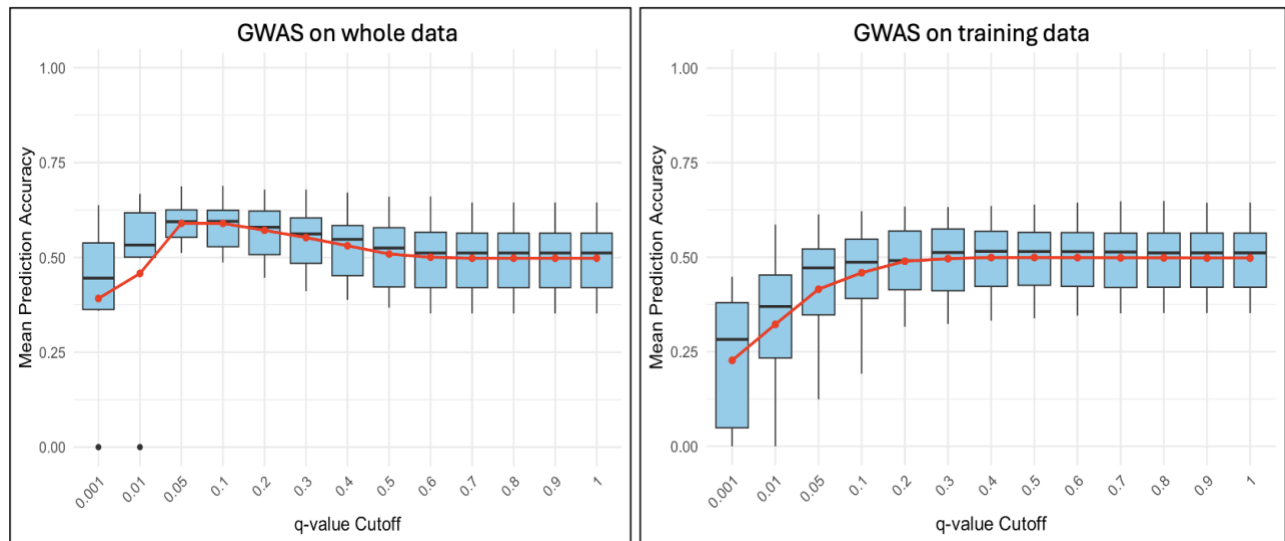 GWAS on whole data
Mean Prediction Accuracy
1.00
0.75
0.50
0.25
0.00
0.001 0.01 0.05 0.1 0.2 0.3 0.4 0.5 0.6 0.7 0.8 0.9 1
q-value Cutoff
GWAS on training data
Mean Prediction Accuracy
1.00
0.75
0.50
0.25
0.00
0.001 0.01 0.05 0.1 0.2 0.3 0.4 0.5 0.6 0.7 0.8 0.9 1
q-value Cutoff